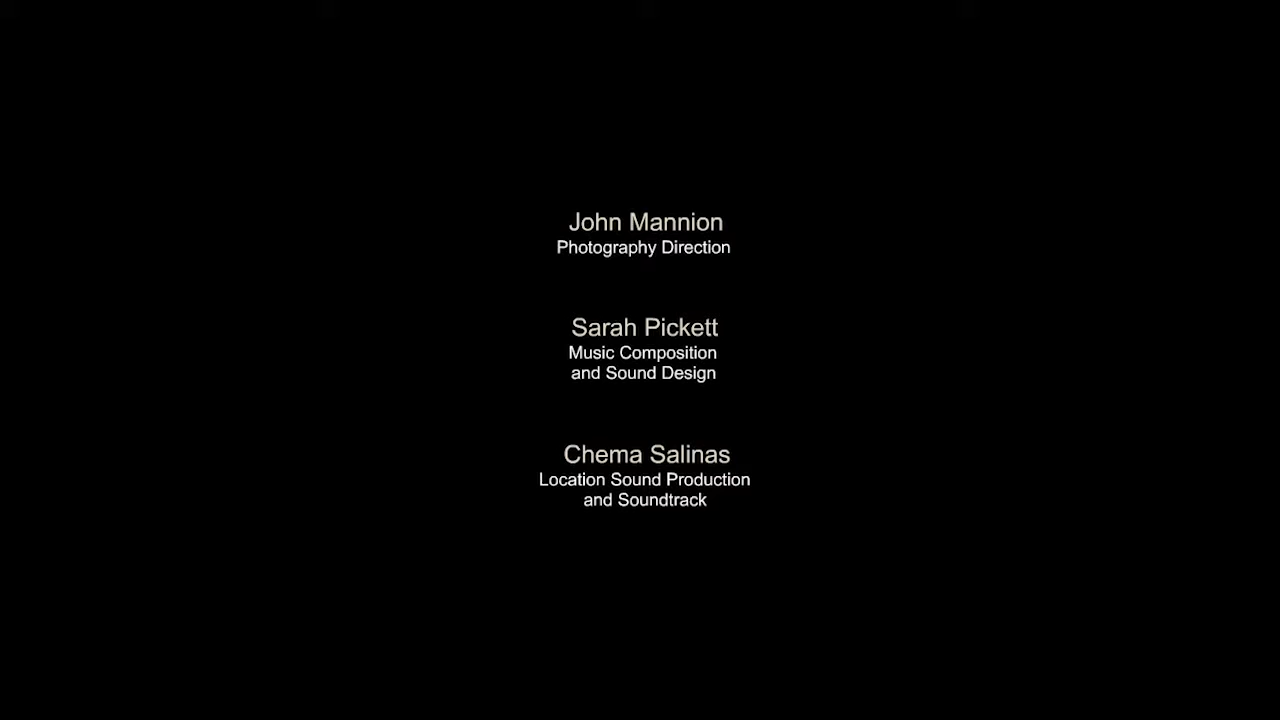 John Mannion
Photography Direction
Sarah Pickett
Music Composition
and Sound Design
Chema Salinas
Location Sound Production
and Soundtrack